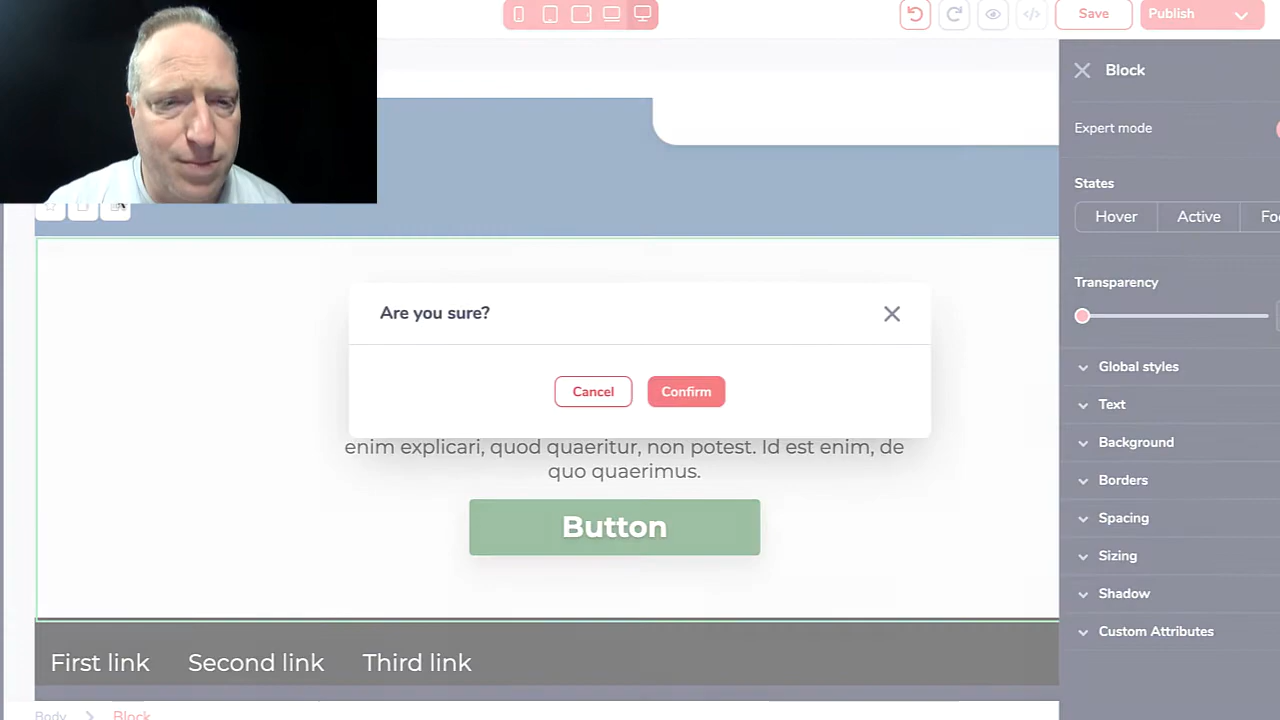 Save
Publish
Block
Expert mode
States
Hover
Active
Transparency
Are you sure?
Cancel
Confirm
Global styles
Text
Background
Borders
Spacing
Sizing
Shadow
Custom Attributes
enim explicari, quod quaeritur, non potest. Id est enim, de
quo quaerimus.
Button
First link Second link Third link
Body
Block